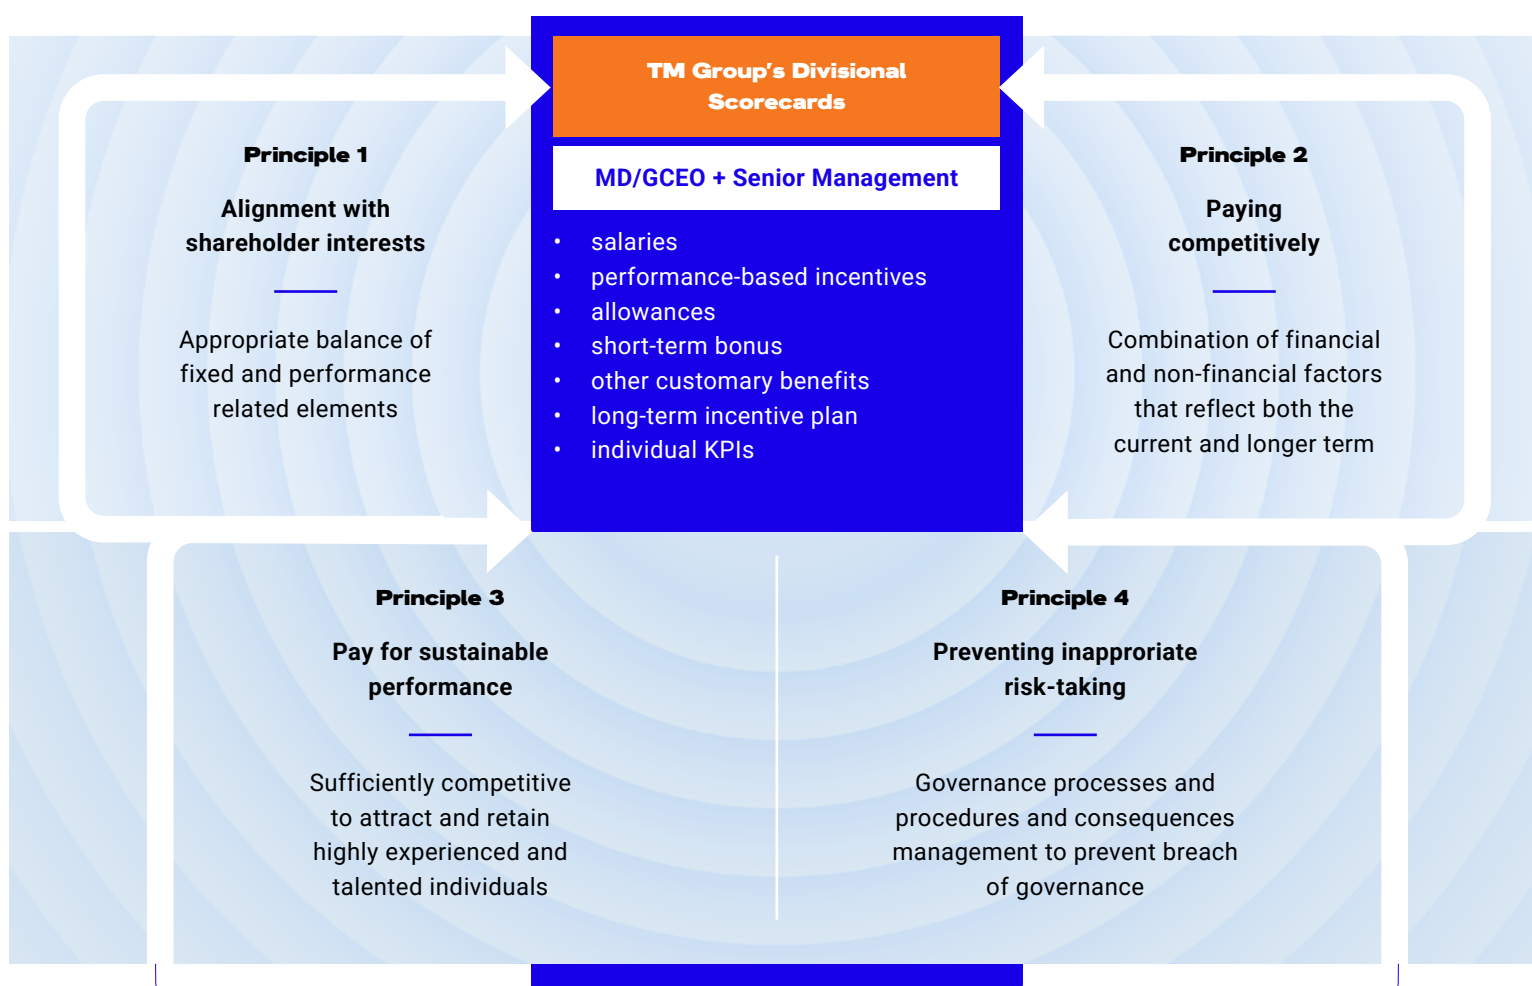 TM Group's Divisional
Scorecards
MD/GCEO + Senior Management
• salaries
• performance-based incentives
• allowances
• short-term bonus
• other customary benefits
• long-term incentive plan
• individual KPIs
Principle 1
Alignment with
shareholder interests
Appropriate balance of
fixed and performance
related elements
Principle 2
Paying
competitively
Combination of financial
and non-financial factors
that reflect both the
current and longer term
Principle 3
Pay for sustainable
performance
Sufficiently competitive
to attract and retain
highly experienced and
talented individuals
Principle 4
Preventing inapproriate
risk-taking
Governance processes and
procedures and consequences
management to prevent breach
of governance